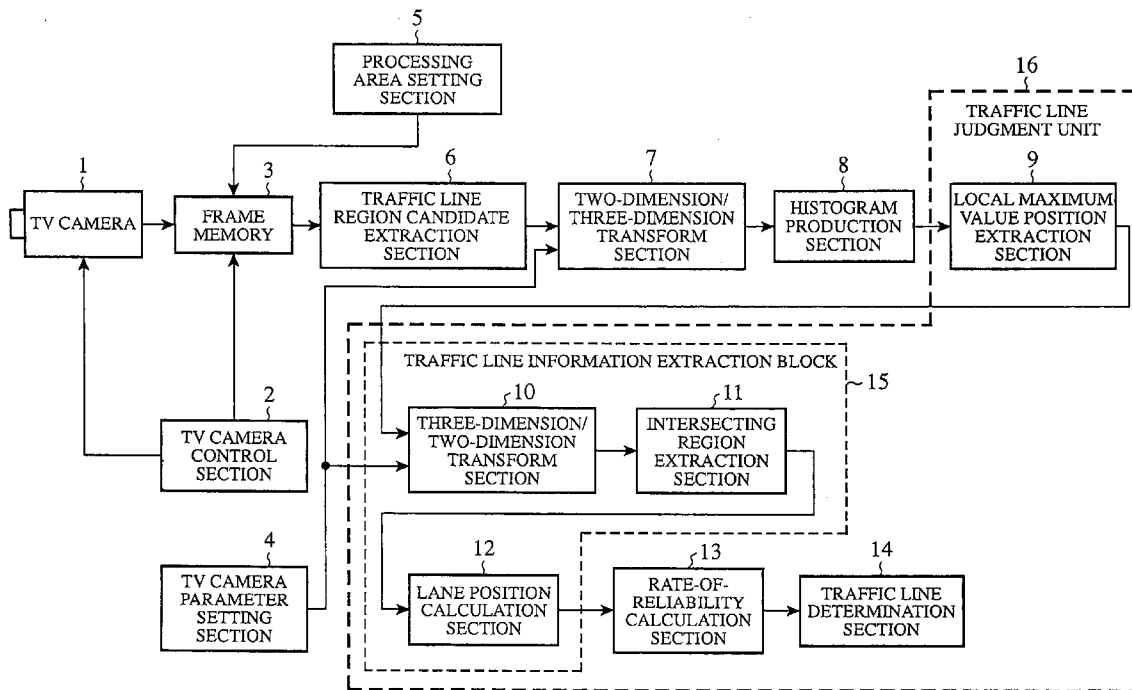 5
PROCESSING
AREA SETTING
SECTION
16
TRAFFIC LINE
JUDGMENT UNIT
1
TV CAMERA
3
FRAME
MEMORY
6
TRAFFIC LINE
REGION CANDIDATE
EXTRACTION
SECTION
7
TWO-DIMENSION/
THREE-DIMENSION
TRANSFORM
SECTION
8
HISTOGRAM
PRODUCTION
SECTION
9
LOCAL MAXIMUM
VALUE POSITION
EXTRACTION
SECTION
TRAFFIC LINE INFORMATION EXTRACTION BLOCK
15
2
TV CAMERA
CONTROL
SECTION
10
THREE-DIMENSION/
TWO-DIMENSION
TRANSFORM
SECTION
11
INTERSECTING
REGION
EXTRACTION
SECTION
4
TV CAMERA
PARAMETER
SETTING
SECTION
12
LANE POSITION
CALCULATION
SECTION
13
RATE-OF-
RELIABILITY
CALCULATION
SECTION
14
TRAFFIC LINE
DETERMINATION
SECTION